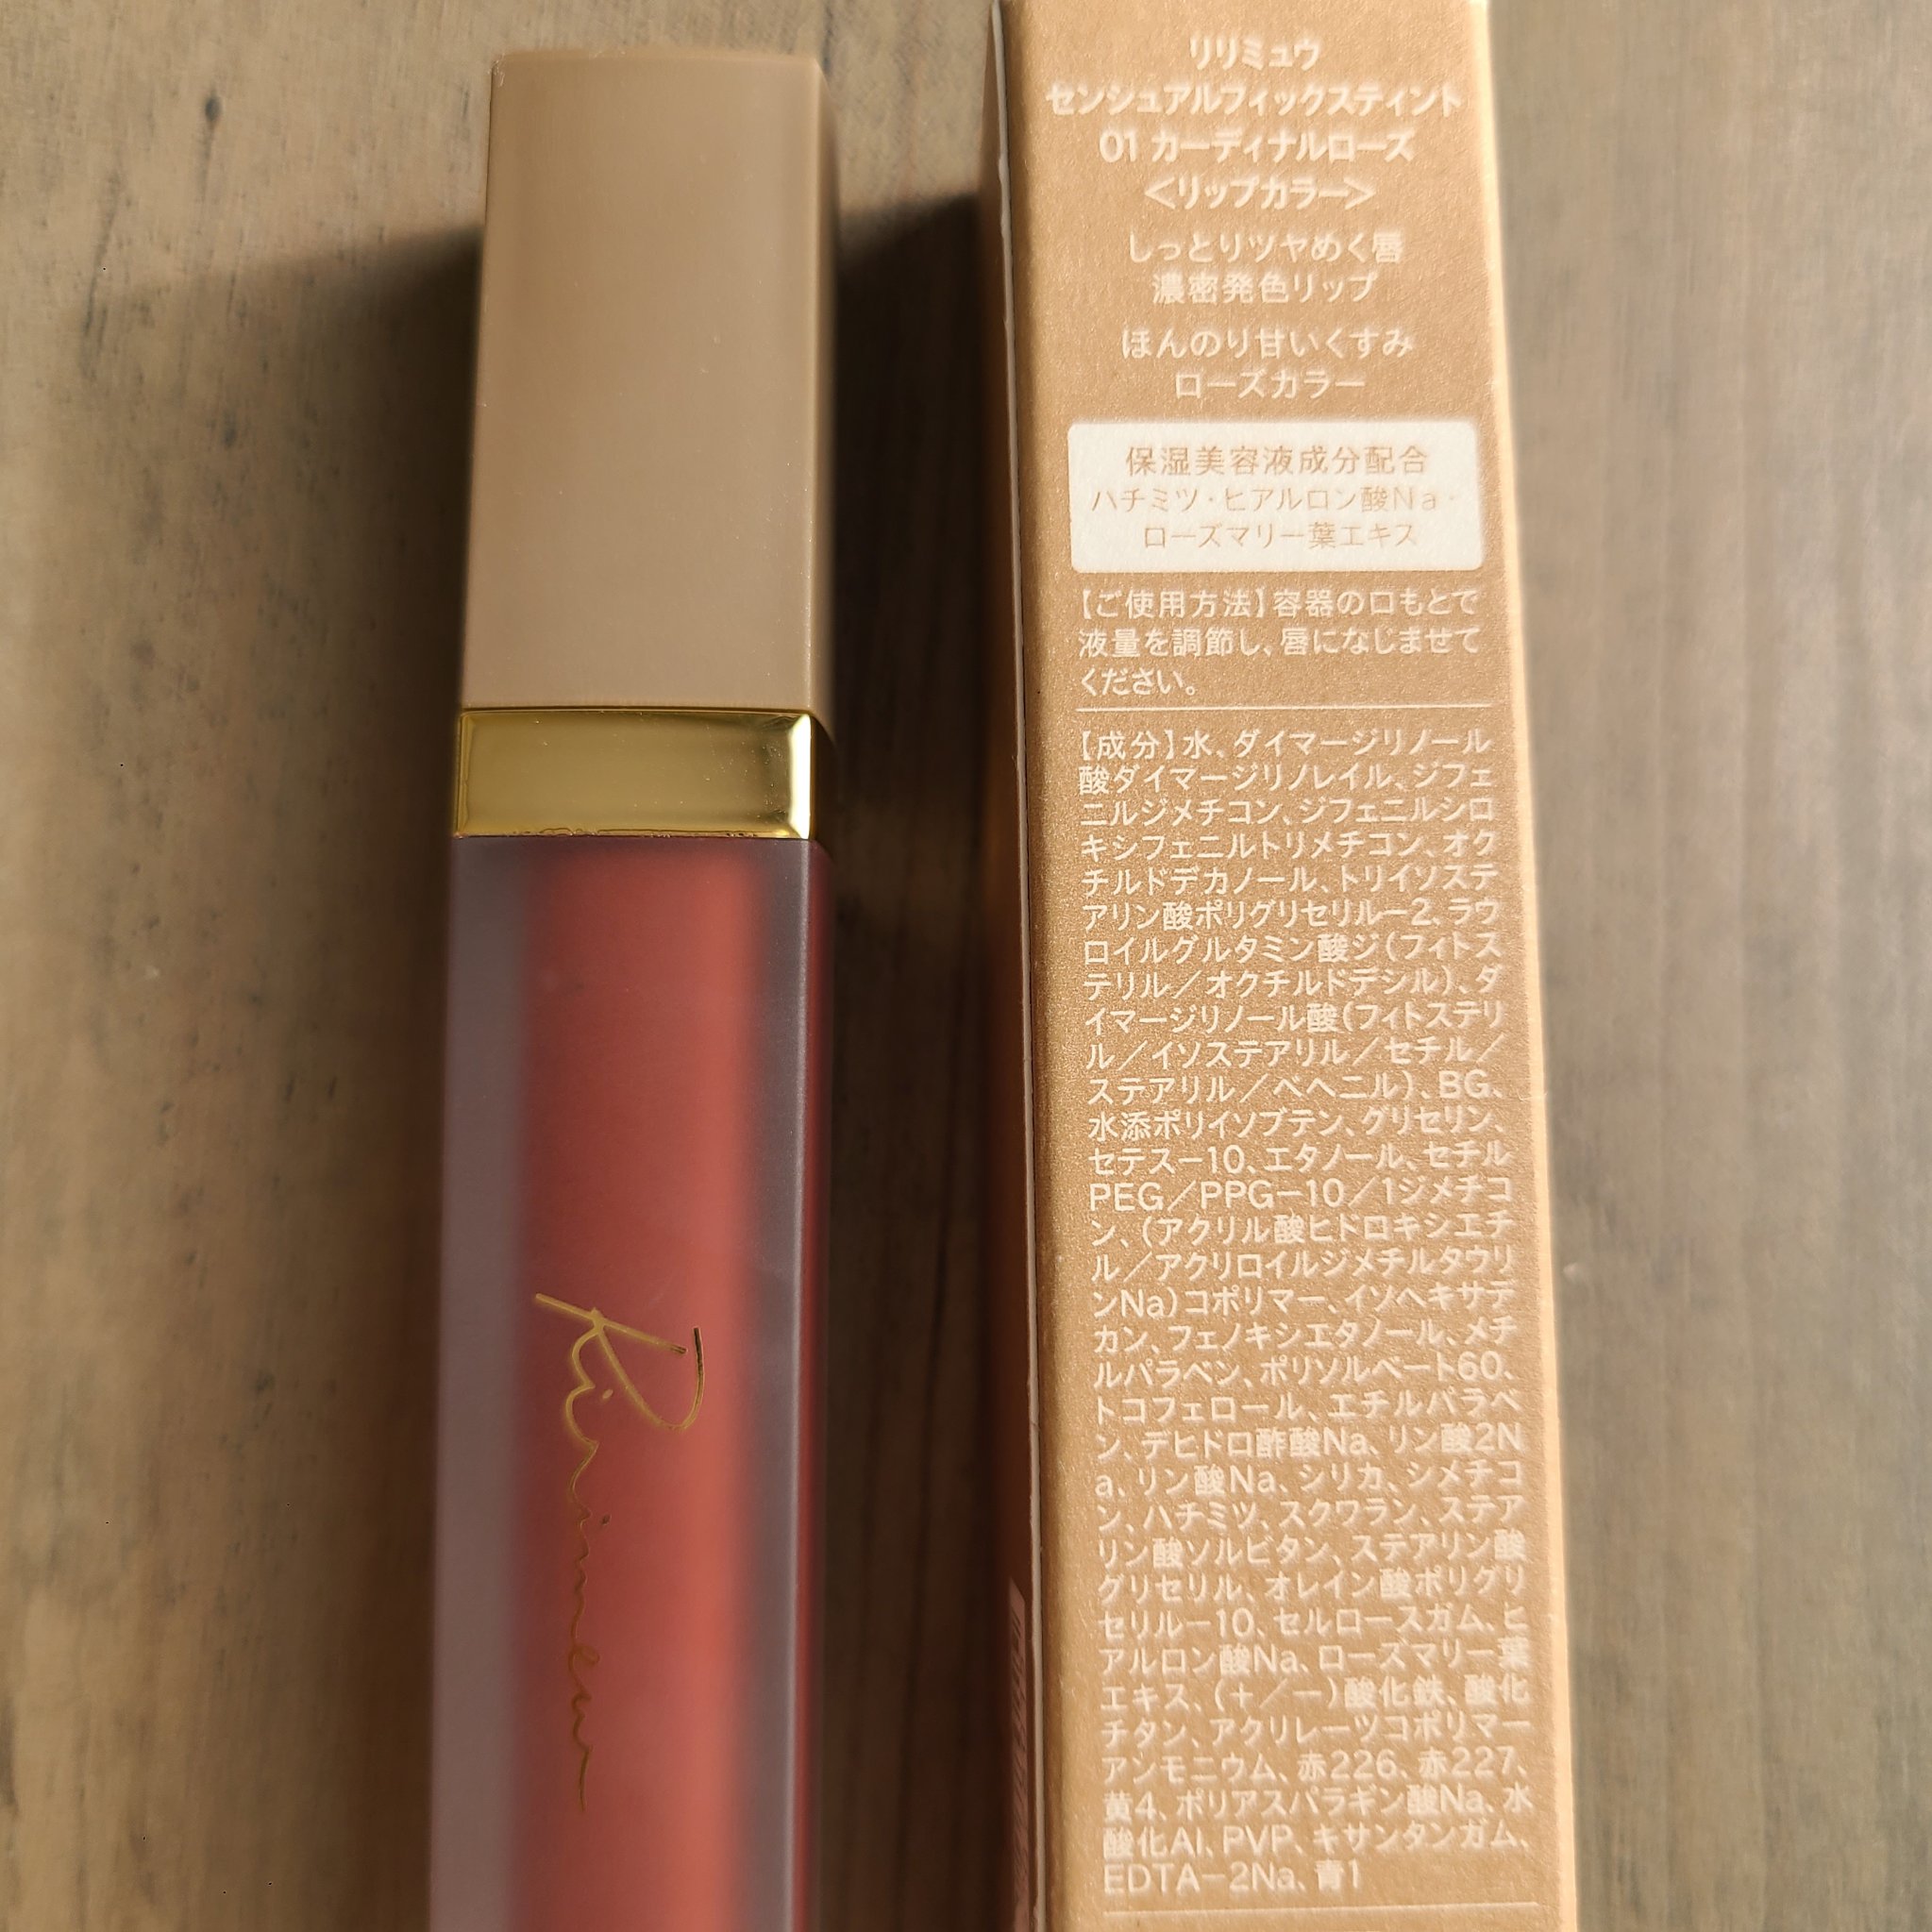 Ririmew
リリミュウ
センシュアルフィックスティント
01 カーディナルローズ
<リップカラー>
しっとりツヤめく唇
濃密発色リップ
ほんのり甘いくすみ
ローズカラー
保湿美容液成分配合
ハチミツ・ヒアルロン酸Na・
ローズマリー葉エキス
【ご使用方法】容器の口もとで
液量を調節し、唇になじませて
ください。
【成分】水、ダイマージリノール
酸ダイマージリノレイル、ジフェ
ニルジメチコン、ジフェニルシロ
キシフェニルトリメチコン、オク
チルドデカノール、トリイソステ
アリン酸ポリグリセリル-2、ラウ
ロイルグルタミン酸ジ(フィトス
テリル/オクチルドデシル)、ダ
イマージリノール酸(フィトステリ
ル/イソステアリル/セチル/
ステアリル/ベヘニル)、BG、
水添ポリイソブテン、グリセリン、
セテス-10、エタノール、セチル
PEG/PPG-10/1ジメチコ
ン、(アクリル酸ヒドロキシエチ
ル/アクリロイルジメチルタウリ
ンNa)コポリマー、イソヘキサデ
カン、フェノキシエタノール、メチ
ルパラベン、ポリソルベート60、
トコフェロール、エチルパラベ
ン、デヒドロ酢酸Na、リン酸2N
a、リン酸Na、シリカ、シメチコ
ン、ハチミツ、スクワラン、ステア
リン酸ソルビタン、ステアリン酸
グリセリル、オレイン酸ポリグリ
セリル-10、セルロースガム、ヒ
アルロン酸Na、ローズマリー葉
エキス、(+/-)酸化鉄、酸化
チタン、アクリレーツコポリマー
アンモニウム、赤226、赤227、
黄4、ポリアスパラギン酸Na、水
酸化Al、PVP、キサンタンガム、
EDTA-2Na、青1